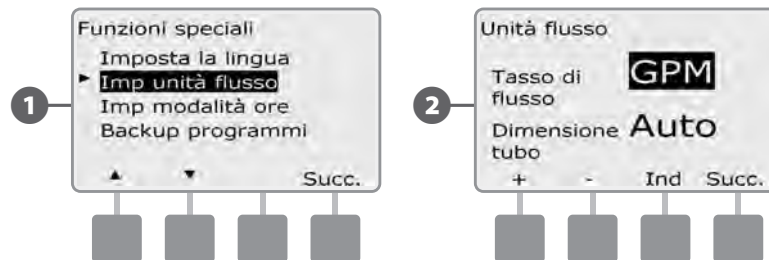 Funzioni speciali
Imposta la lingua
Imp unità flusso
Imp modalità ore
Backup programmi
Succ.
1
Unità flusso
Tasso di flusso GPM
Dimensione tubo Auto
+ - Ind Succ.
2